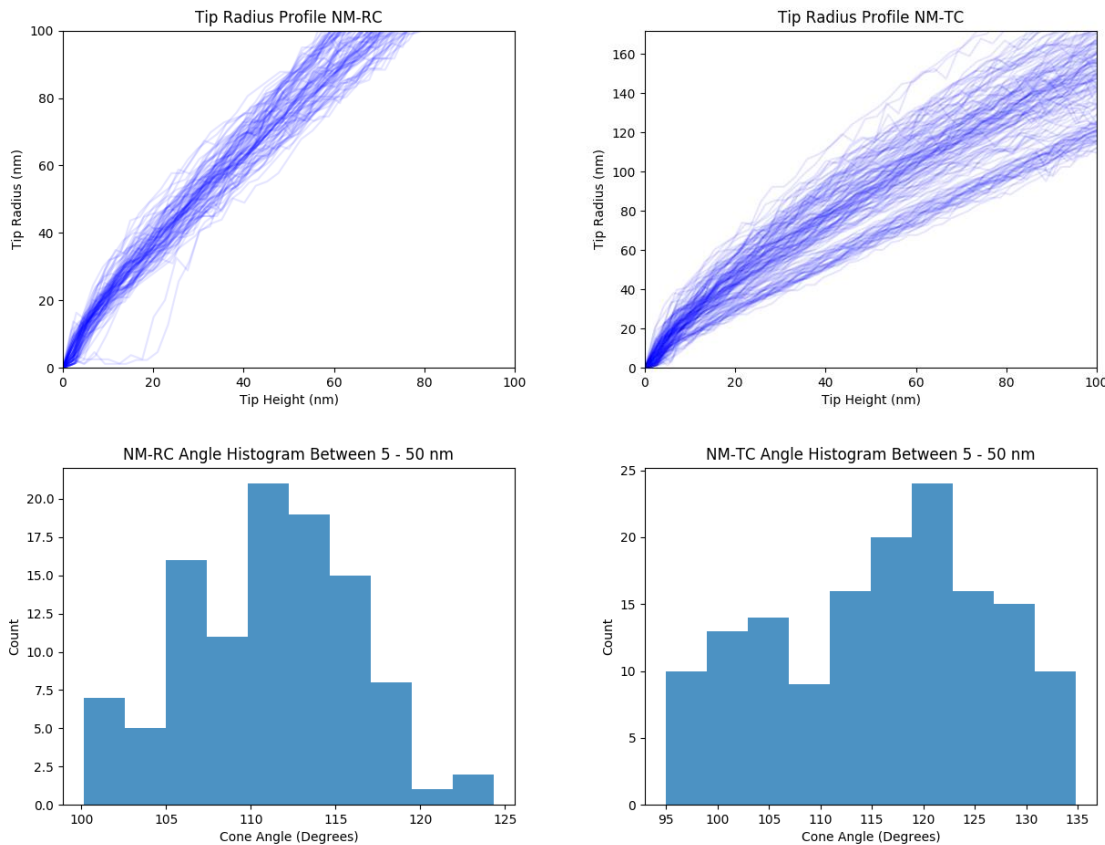 Tip Radius Profile NM-RC
100
80
60
40
20
0
Tip Radius (nm)
0 20 40 60 80 100
Tip Height (nm)
Tip Radius Profile NM-TC
160
140
120
100
80
60
40
20
0
Tip Radius (nm)
0 20 40 60 80 100
Tip Height (nm)
NM-RC Angle Histogram Between 5 - 50 nm
20.0
17.5
15.0
12.5
10.0
7.5
5.0
2.5
0.0
Count
100 105 110 115 120 125
Cone Angle (Degrees)
NM-TC Angle Histogram Between 5 - 50 nm
25
20
15
10
5
0
Count
95 100 105 110 115 120 125 130 135
Cone Angle (Degrees)